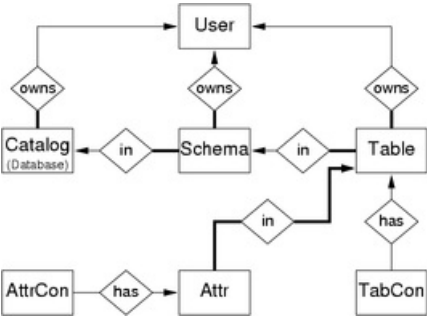 User
owns
owns
owns
Catalog
(Database)
in
Schema
in
Table
in
has
AttrCon
has
Attr
TabCon